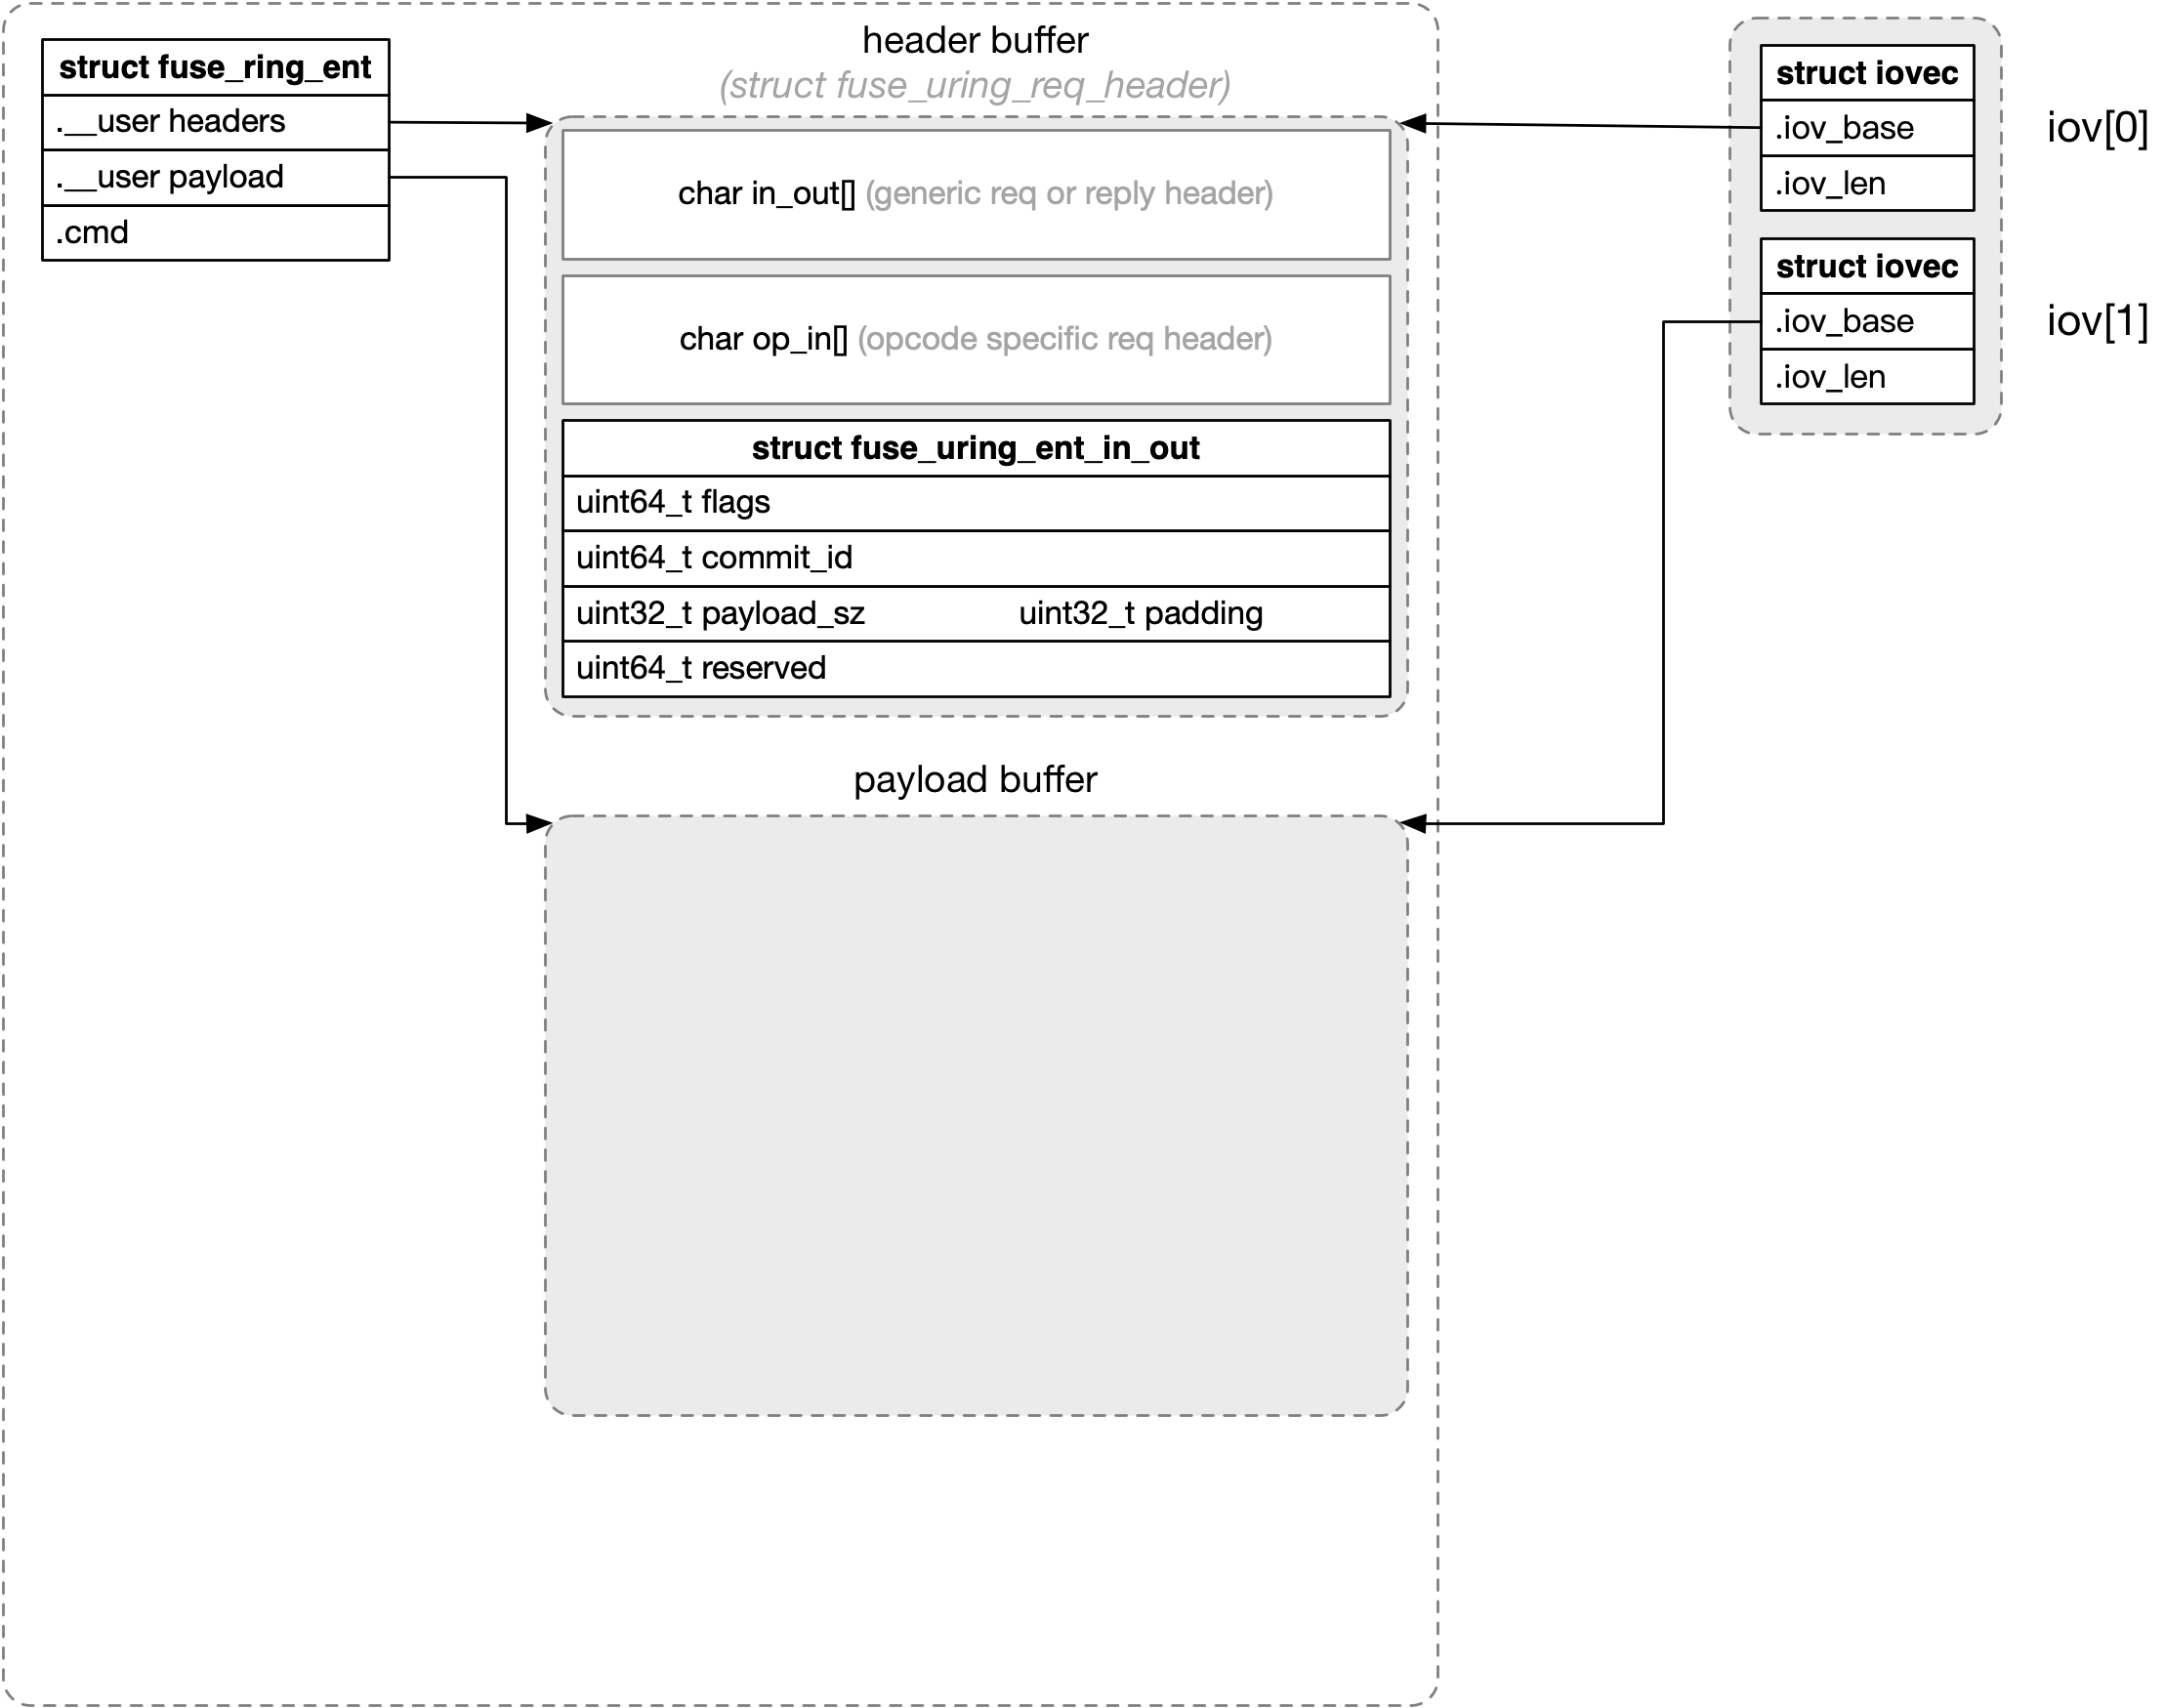 struct fuse_ring_ent
.__user headers
.__user payload
.cmd
header buffer
(struct fuse_uring_req_header)
char in_out[] (generic req or reply header)
char op_in[] (opcode specific req header)
struct fuse_uring_ent_in_out
uint64_t flags
uint64_t commit_id
uint32_t payload_sz uint32_t padding
uint64_t reserved
payload buffer
struct iovec
.iov_base
.iov_len
iov[0]
struct iovec
.iov_base
.iov_len
iov[1]